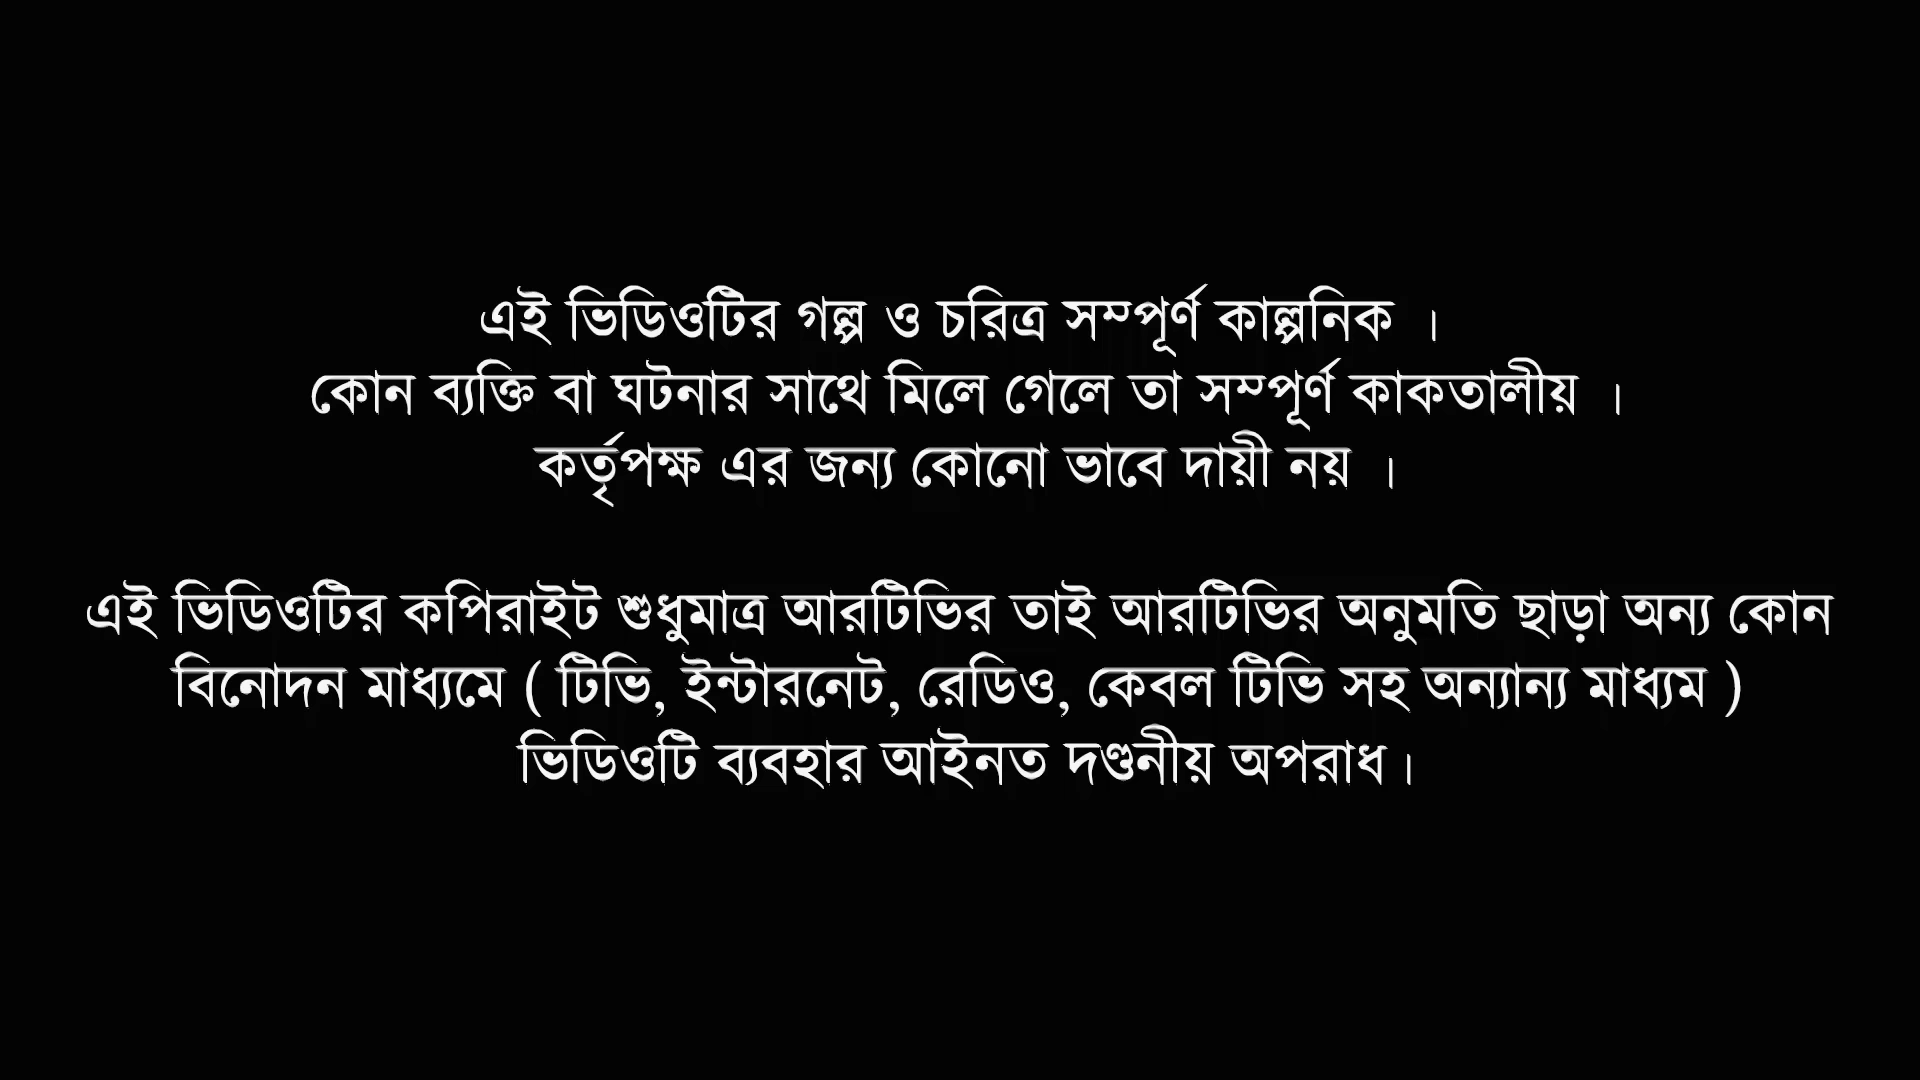 এই ভিডিওটির গল্প ও চরিত্র সম্পূর্ণ কাল্পনিক ।
কোন ব্যক্তি বা ঘটনার সাথে মিলে গেলে তা সম্পূর্ণ কাকতালীয় ।
কর্তৃপক্ষ এর জন্য কোনো ভাবে দায়ী নয় ।
এই ভিডিওটির কপিরাইট শুধুমাত্র আরটিভির তাই আরটিভির অনুমতি ছাড়া অন্য কোন
বিনোদন মাধ্যমে ( টিভি, ইন্টারনেট, রেডিও, কেবল টিভি সহ অন্যান্য মাধ্যম )
ভিডিওটি ব্যবহার আইনত দণ্ডনীয় অপরাধ।